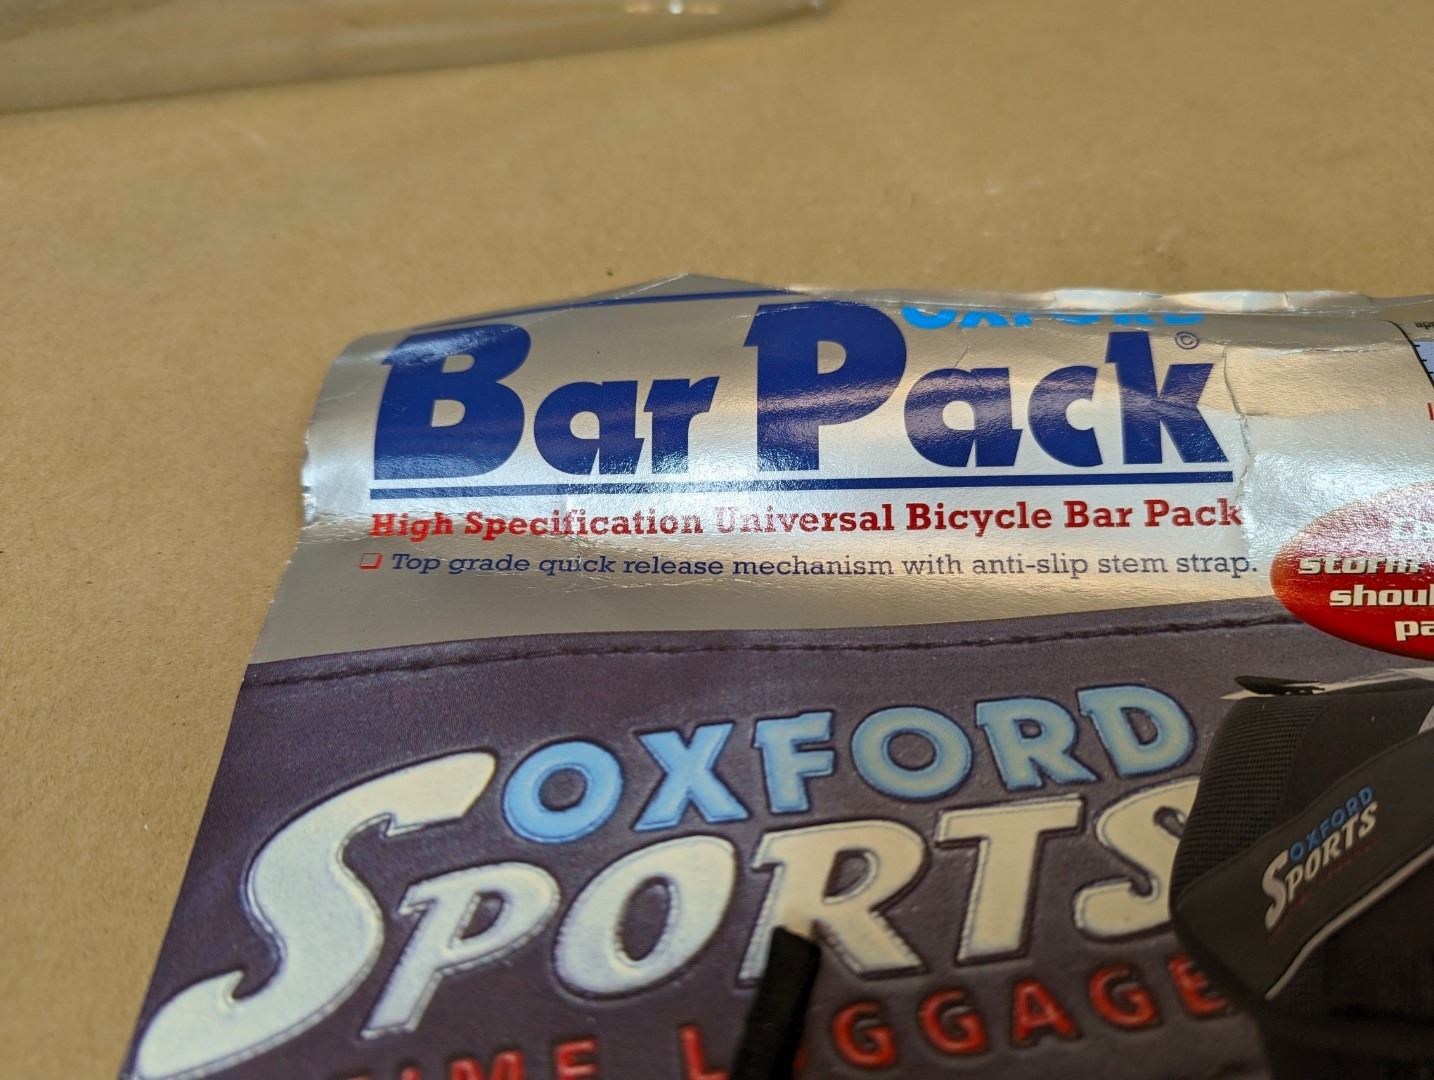 OXFORD
Bar Pack©
High Specification Universal Bicycle Bar Pack
❑ Top grade quick release mechanism with anti-slip stem strap.
OXFORD
SPORTS
OXFORD
SPORTS